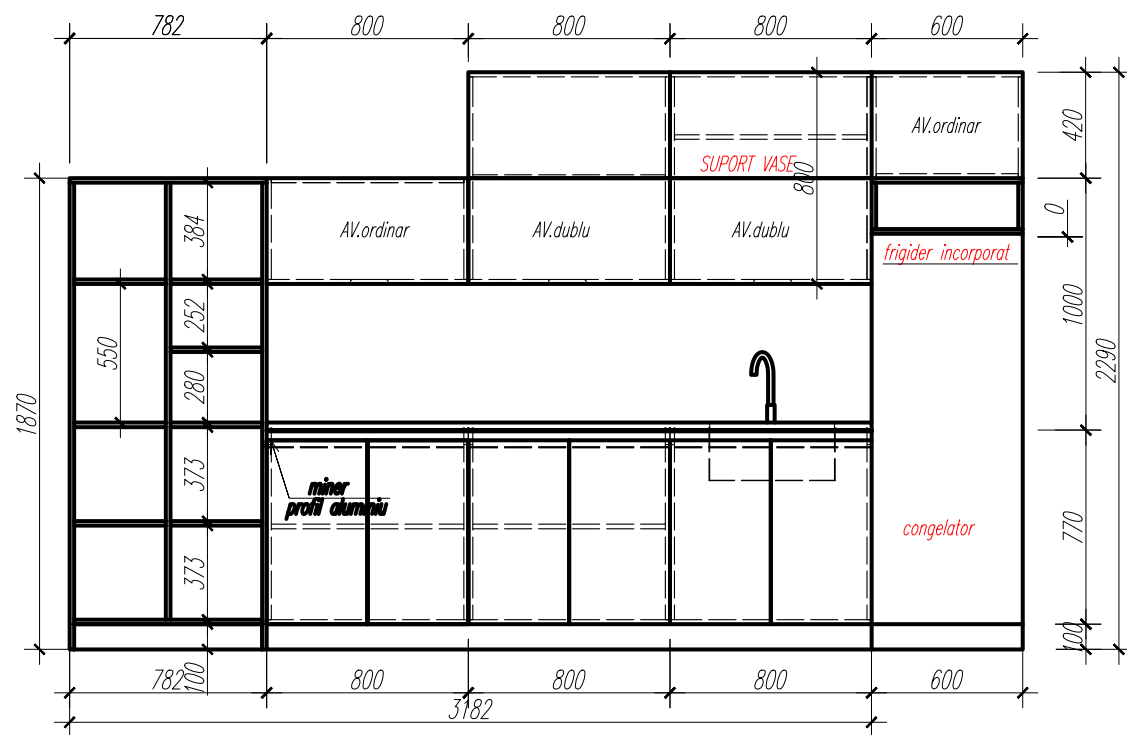 782 800 800 800 600
420
AV.ordinar
SUPORT VASE
800
384
AV.ordinar AV.dublu AV.dublu
0
frigider incorporat
252
550
1000
2290
280
1870
373
miner
profil aluminiu
congelator
770
373
100
100
782 800 800 800 600
3182